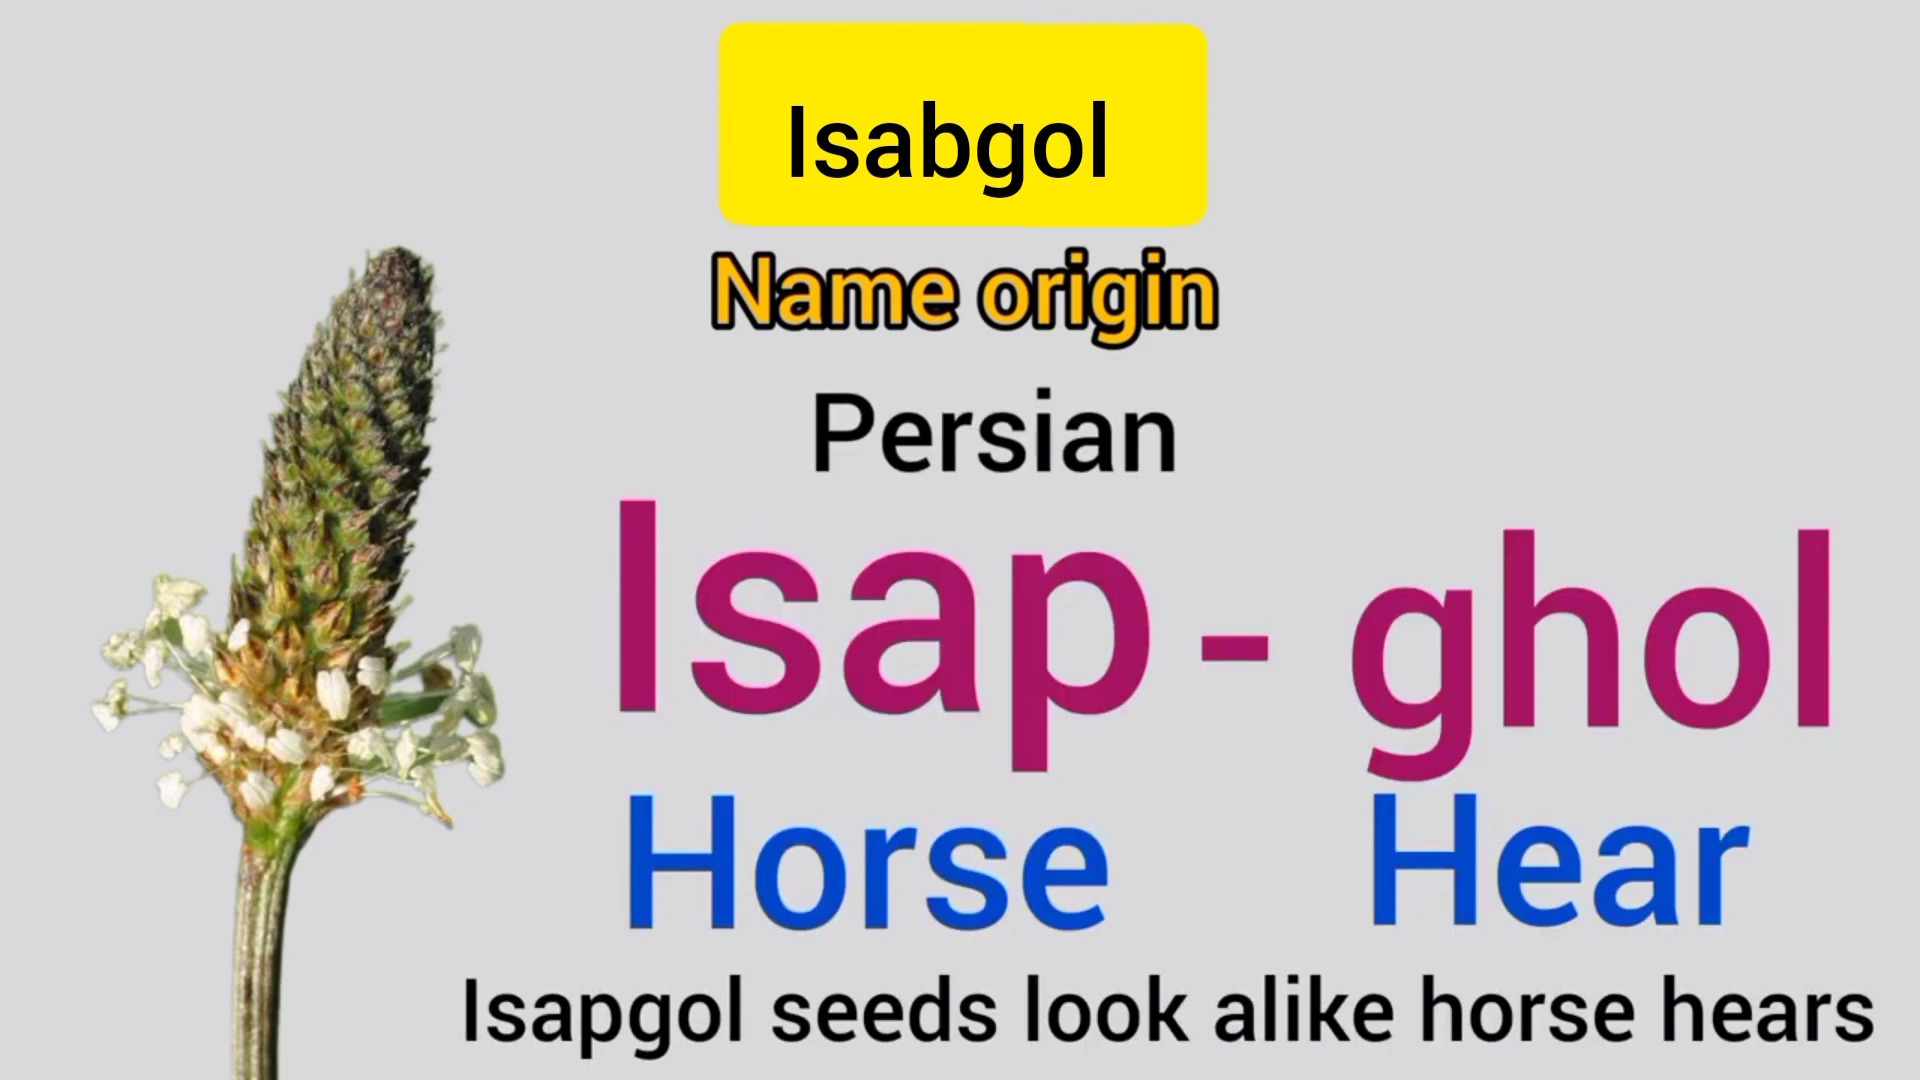 Isabgol
Name origin
Persian
Isap - ghol
Horse Hear
Isapgol seeds look alike horse hears